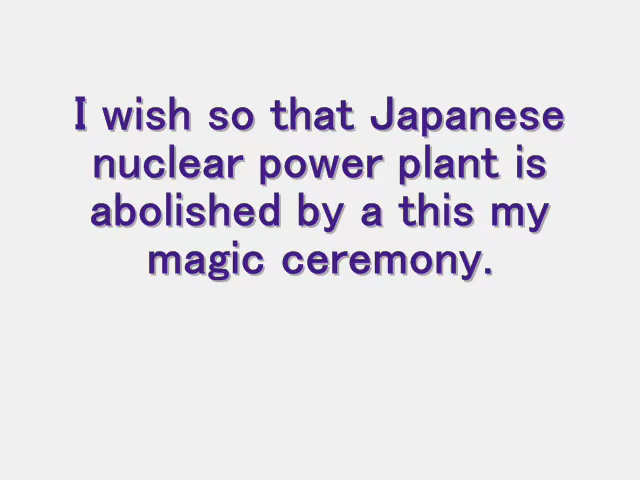 I wish so that Japanese
nuclear power plant is
abolished by a this my
magic ceremony.